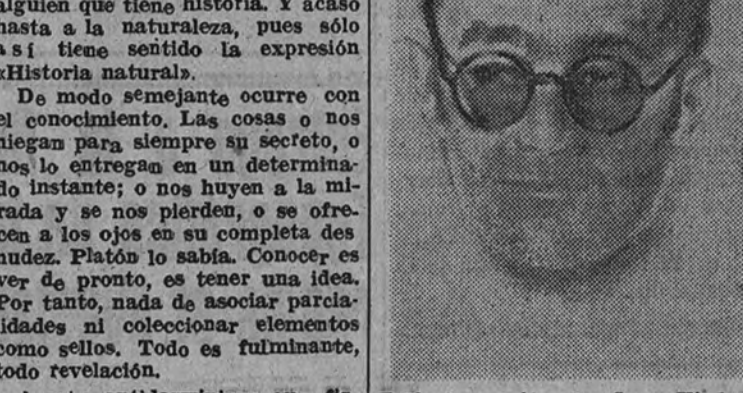 alguien que tiene historia. Y acaso
hasta a la naturaleza, pues sólo
así tiene sentido la expresión
«Historia natural».
De modo semejante ocurre con
el conocimiento. Las cosas o nos
niegan para siempre su secreto, o
nos lo entregan en un determina-
do instante; o nos huyen a la mi-
rada y se nos pierden, o se ofre-
cen a los ojos en su completa des
nudez. Platón lo sabía. Conocer es
ver de pronto, es tener una idea.
Por tanto, nada de asociar parcia-
lidades ni coleccionar elementos
como sellos. Todo es fulminante,
todo revelación.